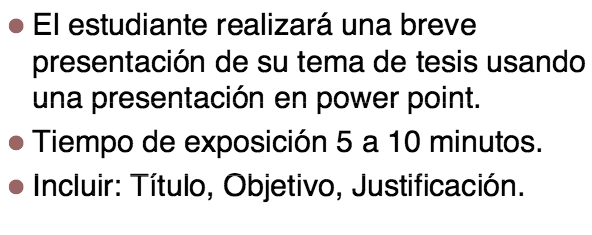 • El estudiante realizará una breve
presentación de su tema de tesis usando
una presentación en power point.
• Tiempo de exposición 5 a 10 minutos.
• Incluir: Título, Objetivo, Justificación.